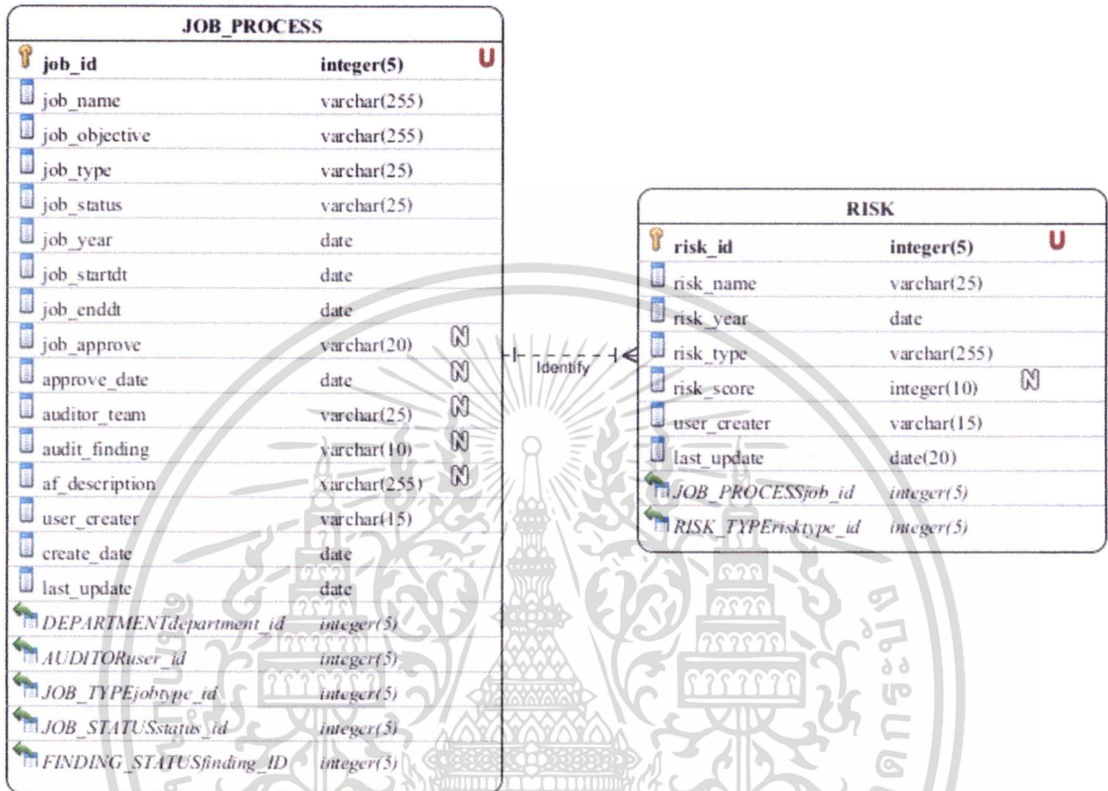 JOB_PROCESS
job_id integer(5) U
job_name varchar(255)
job_objective varchar(255)
job_type varchar(25)
job_status varchar(25)
job_year date
job_startdt date
job_enddt date
job_approve varchar(20) N
approve_date date N
auditor_team varchar(25) N
audit_finding varchar(10) N
af_description varchar(255) N
user_creater varchar(15)
create_date date
last_update date
DEPARTMENTdepartment_id integer(5)
AUDITORuser_id integer(5)
JOB_TYPEjobtype_id integer(5)
JOB_STATUSstatus_id integer(5)
FINDING_STATUSfinding_ID integer(5)
Identify
RISK
risk_id integer(5) U
risk_name varchar(25)
risk_year date
risk_type varchar(255)
risk_score integer(10) N
user_creater varchar(15)
last_update date(20)
JOB_PROCESSjob_id integer(5)
RISK_TYPErisktype_id integer(5)